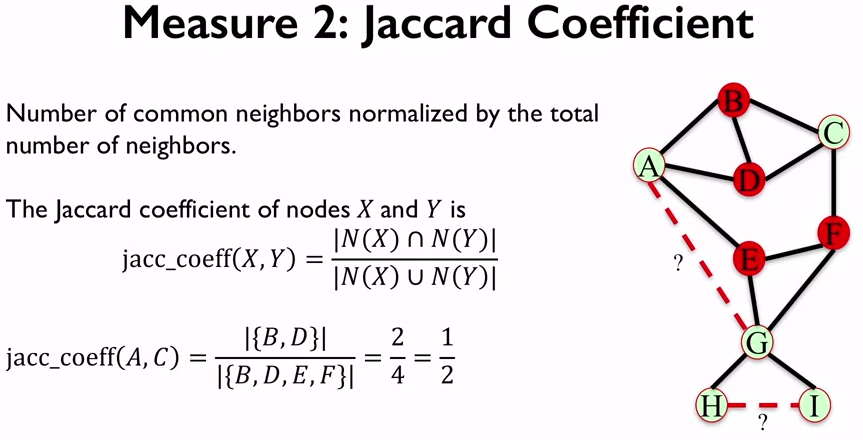 Measure 2: Jaccard Coefficient
Number of common neighbors normalized by the total
number of neighbors.
The Jaccard coefficient of nodes X and Y is
jacc_coeff(X, Y) = |N(X) ∩ N(Y)| / |N(X) ∪ N(Y)|
jacc_coeff(A, C) = |{B, D}| / |{B, D, E, F}| = 2/4 = 1/2
B
C
A
D
F
E
?
G
H
I
?